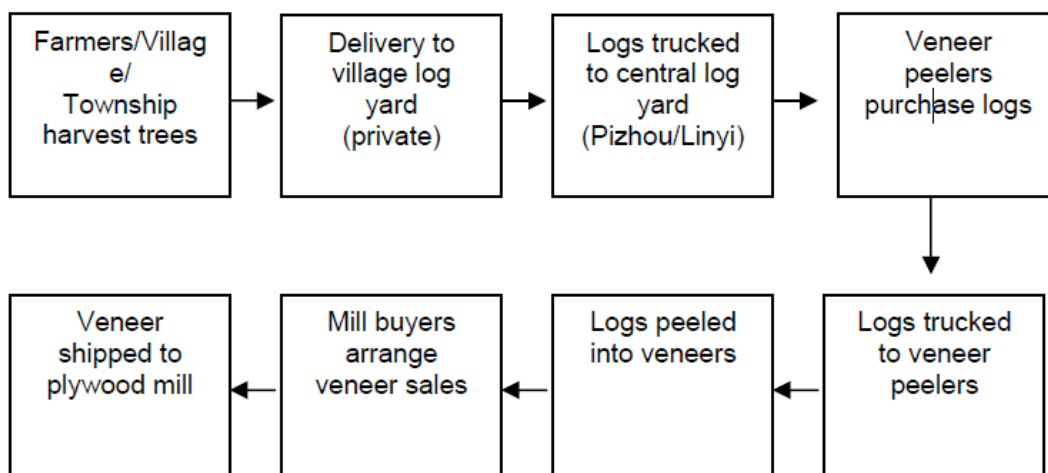 Farmers/Villag
e/
Township
harvest trees
Delivery to
village log
yard
(private)
Logs trucked
to central log
yard
(Pizhou/Linyi)
Veneer
peelers
purchase logs
Logs trucked
to veneer
peelers
Logs peeled
into veneers
Mill buyers
arrange
veneer sales
Veneer
shipped to
plywood mill